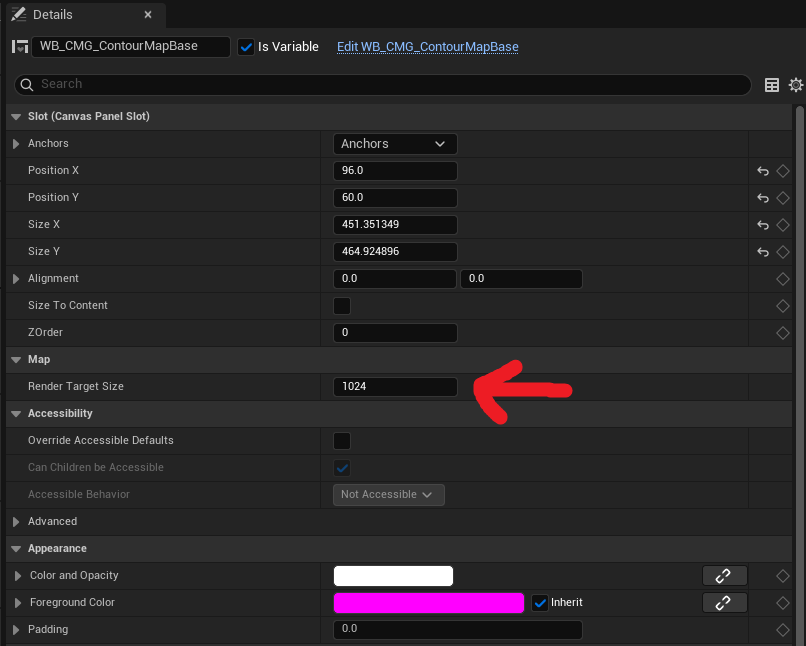 Details
WB_CMG_ContourMapBase Is Variable Edit WB_CMG_ContourMapBase
Search
Slot (Canvas Panel Slot)
Anchors Anchors
Position X 96.0
Position Y 60.0
Size X 451.351349
Size Y 464.924896
Alignment 0.0 0.0
Size To Content
ZOrder 0
Map
Render Target Size 1024
Accessibility
Override Accessible Defaults
Can Children be Accessible
Accessible Behavior Not Accessible
Advanced
Appearance
Color and Opacity
Foreground Color Inherit
Padding 0.0